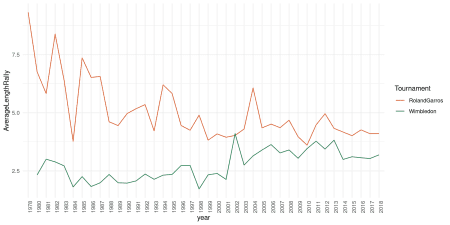 AverageLengthRally
7.5
5.0
2.5
1978 1980 1981 1982 1983 1984 1985 1986 1987 1988 1989 1990 1991 1992 1993 1994 1995 1996 1997 1998 1999 2000 2001 2002 2003 2004 2005 2006 2007 2008 2009 2010 2011 2012 2013 2014 2015 2016 2017 2018
year
Tournament
RolandGarros
Wimbledon